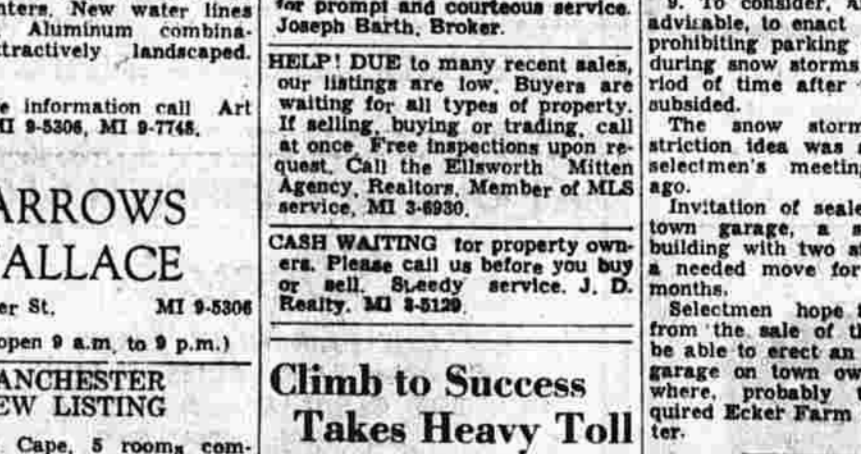 nters. New water lines
Aluminum combina-
ttractively landscaped.
e information call Art
MI 9-5306, MI 9-7748.
ARROWS
ALLACE
er St. MI 9-5306
open 9 a.m. to 9 p.m.)
ANCHESTER
EW LISTING
Cape, 5 rooms com-
for prompt and courteous service.
Joseph Barth, Broker.
HELP! DUE to many recent sales,
our listings are low. Buyers are
waiting for all types of property.
If selling, buying or trading, call
at once. Free inspections upon re-
quest. Call the Ellsworth Mitten
Agency, Realtors, Member of MLS
service, MI 3-6930.
CASH WAITING for property own-
ers. Please call us before you buy
or sell. Speedy service. J. D.
Realty. MI 3-5129.
Climb to Success
Takes Heavy Toll
9. To consider,
advisable, to enact
prohibiting parking
during snow storms
riod of time after
subsided.
The snow storm
striction idea was
selectmen's meeting
ago.
Invitation of seale
town garage, a
building with two
a needed move for
months.
Selectmen hope
from the sale of th
be able to erect an
garage on town ow
where, probably
quired Ecker Farm
ter.